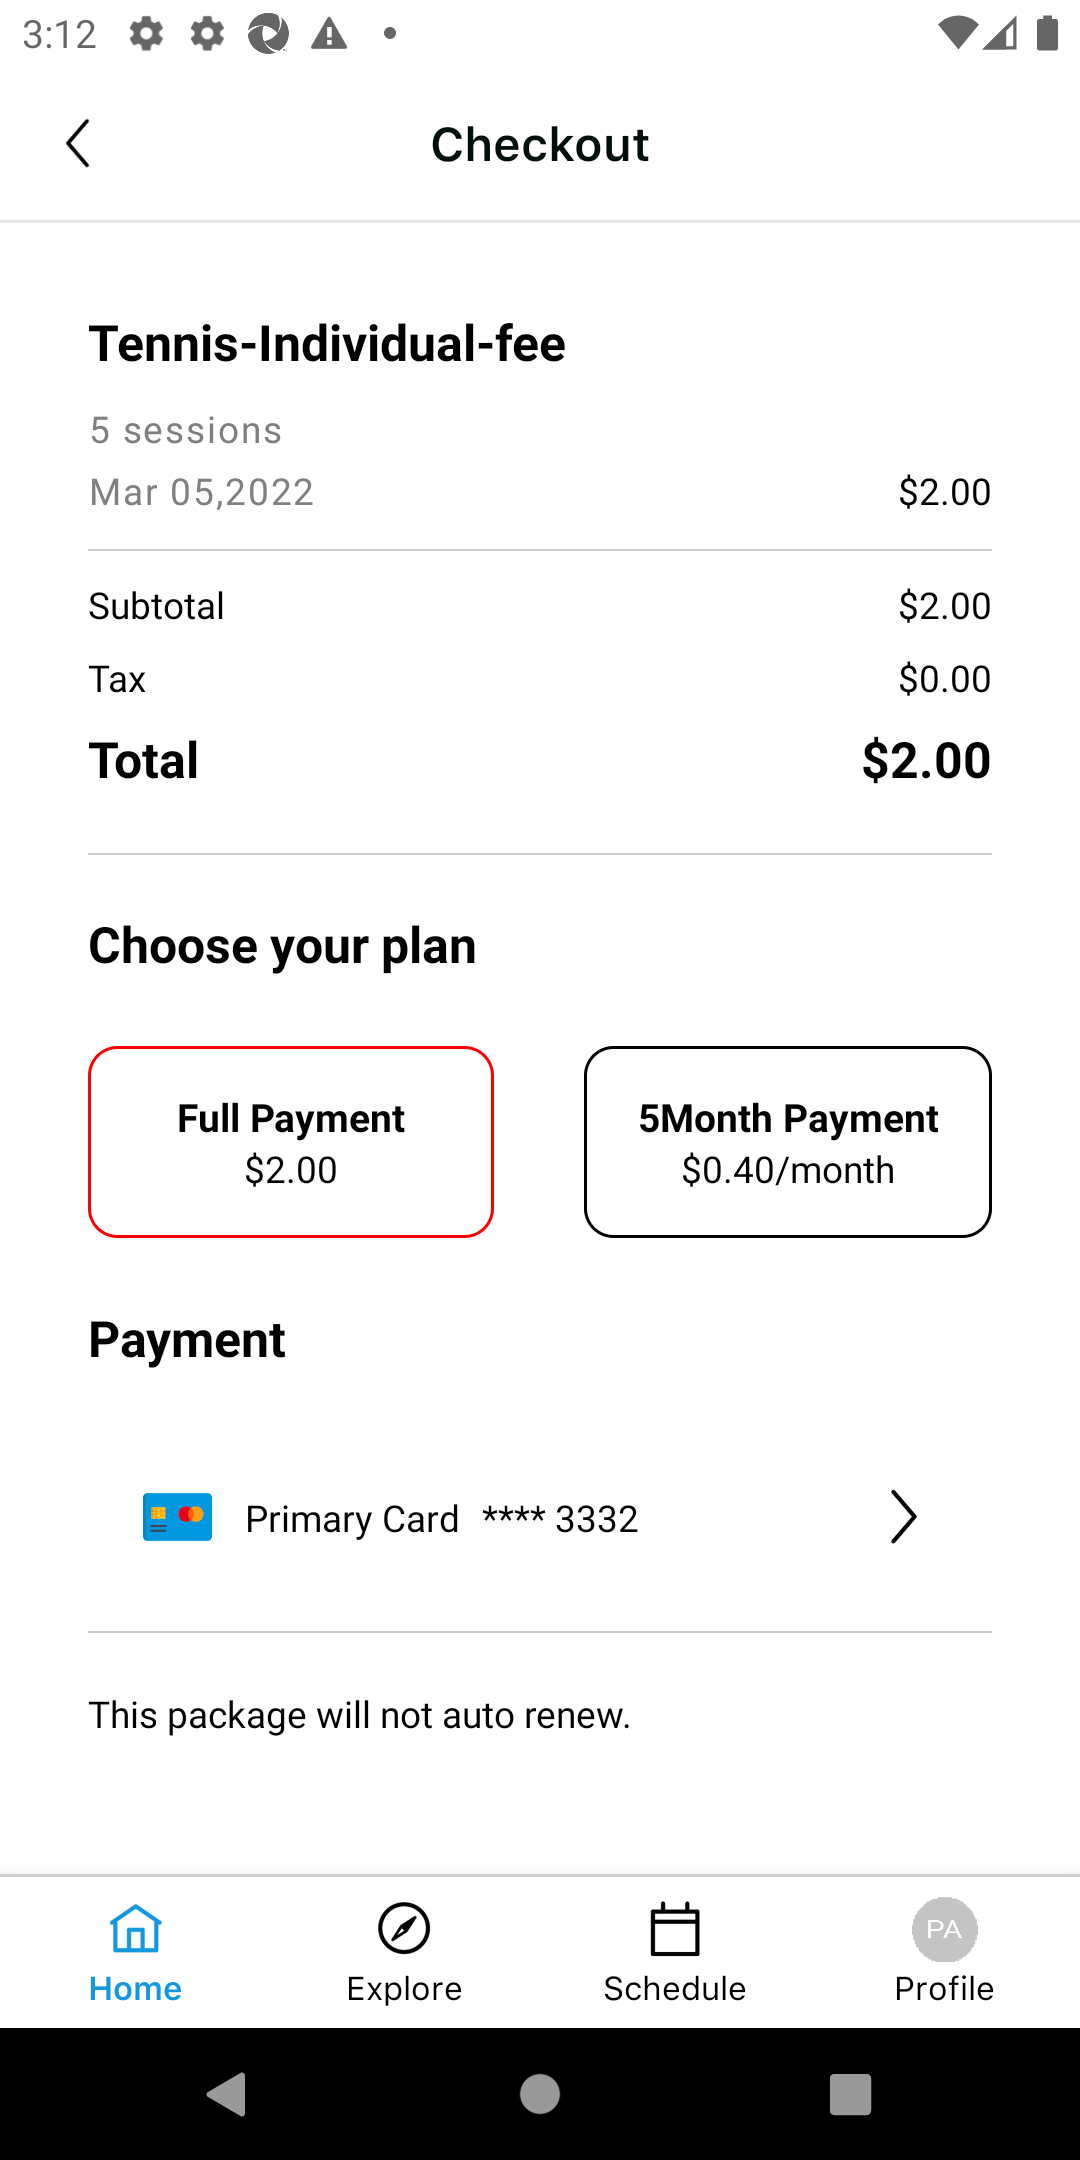 3:12
Checkout
Tennis-Individual-fee
5 sessions
Mar 05,2022 $2.00
Subtotal $2.00
Tax $0.00
Total $2.00
Choose your plan
Full Payment 5Month Payment
$2.00 $0.40/month
Payment
Primary Card **** 3332
This package will not auto renew.
PA
Home Explore Schedule Profile